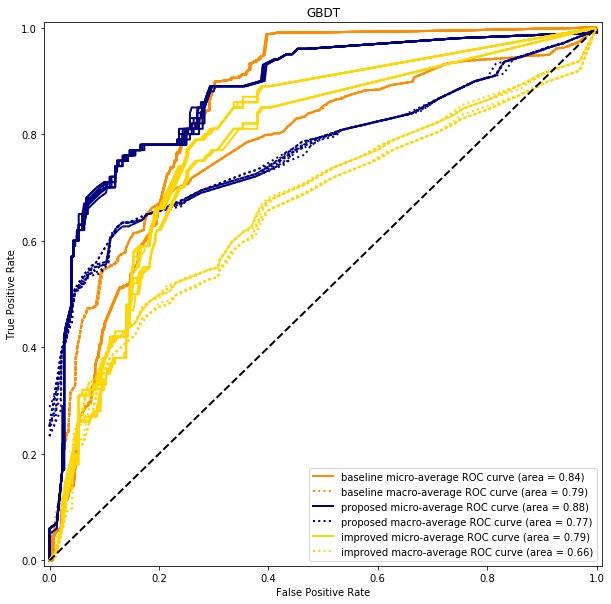 GBDT
True Positive Rate
1.0
0.8
0.6
0.4
0.2
0.0
baseline micro-average ROC curve (area = 0.84)
baseline macro-average ROC curve (area = 0.79)
proposed micro-average ROC curve (area = 0.88)
proposed macro-average ROC curve (area = 0.77)
improved micro-average ROC curve (area = 0.79)
improved macro-average ROC curve (area = 0.66)
0.0 0.2 0.4 0.6 0.8 1.0
False Positive Rate